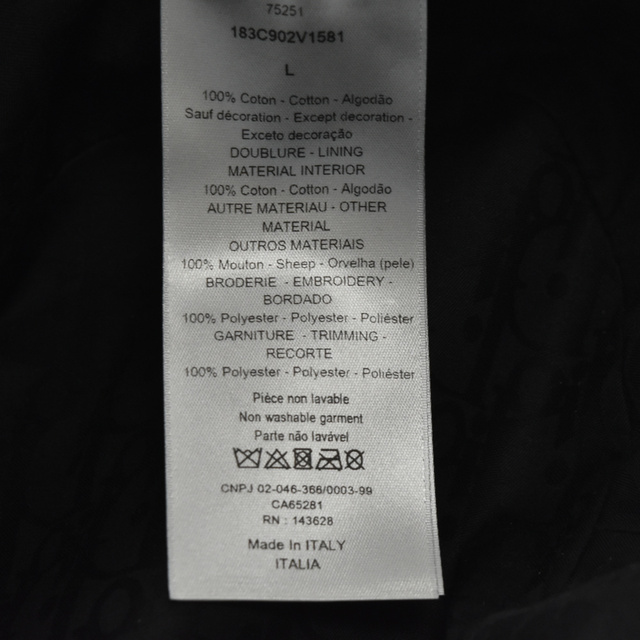 75251
183C902V1581
L
100% Coton - Cotton - Algodão
Sauf décoration - Except decoration -
Exceto decoração
DOUBLURE - LINING
MATERIAL INTERIOR
100% Coton - Cotton - Algodão
AUTRE MATERIAU - OTHER
MATERIAL
OUTROS MATERIAIS
100% Mouton - Sheep - Orvelha (pele)
BRODERIE - EMBROIDERY -
BORDADO
100% Polyester - Polyester - Poliéster
GARNITURE - TRIMMING -
RECORTE
100% Polyester - Polyester - Poliéster
Pièce non lavable
Non washable garment
Parte não lavável
CNPJ 02-046-366/0003-99
CA65281
RN : 143628
Made In ITALY
ITALIA